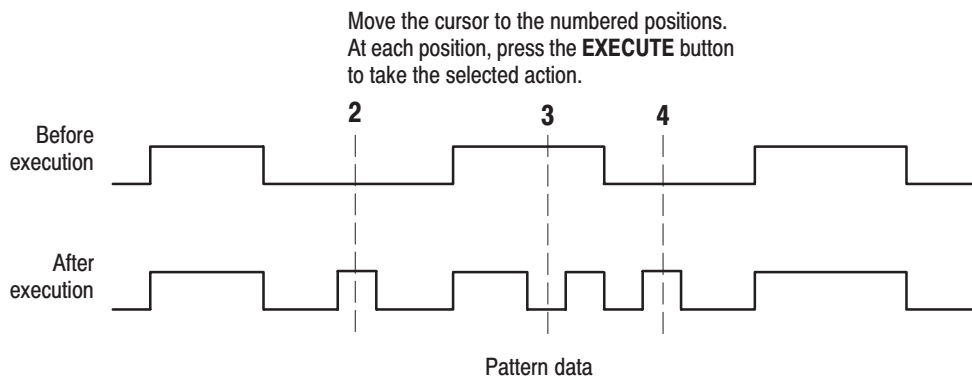 Move the cursor to the numbered positions.
At each position, press the EXECUTE button
to take the selected action.
2
3
4
Before
execution
After
execution
Pattern data